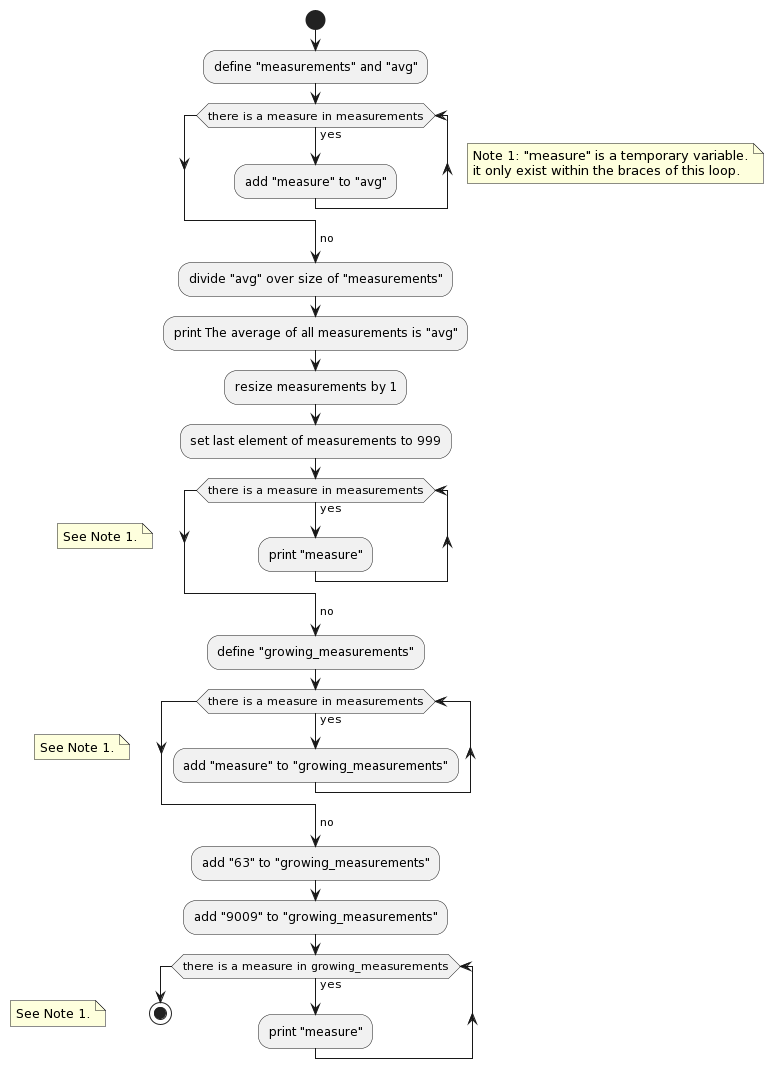 define "measurements" and "avg"
there is a measure in measurements
yes
Note 1: "measure" is a temporary variable.
it only exist within the braces of this loop.
add "measure" to "avg"
no
divide "avg" over size of "measurements"
print The average of all measurements is "avg"
resize measurements by 1
set last element of measurements to 999
there is a measure in measurements
yes
See Note 1.
print "measure"
no
define "growing_measurements"
there is a measure in measurements
yes
See Note 1.
add "measure" to "growing_measurements"
no
add "63" to "growing_measurements"
add "9009" to "growing_measurements"
there is a measure in growing_measurements
yes
See Note 1.
print "measure"